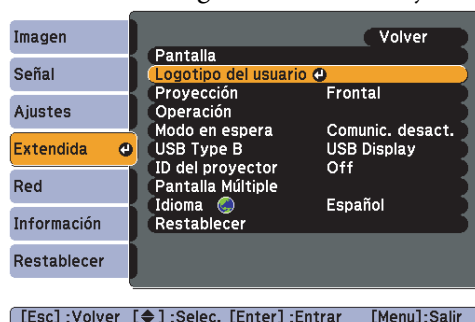 Imagen
Señal
Ajustes
Extendida
Red
Información
Restablecer
Volver
Pantalla
Logotipo del usuario
Proyección Frontal
Operación
Modo en espera Comunic. desact.
USB Type B USB Display
ID del proyector Off
Pantalla Múltiple
Idioma Español
Restablecer
[Esc]:Volver [◆]:Selec. [Enter]:Entrar [Menu]:Salir